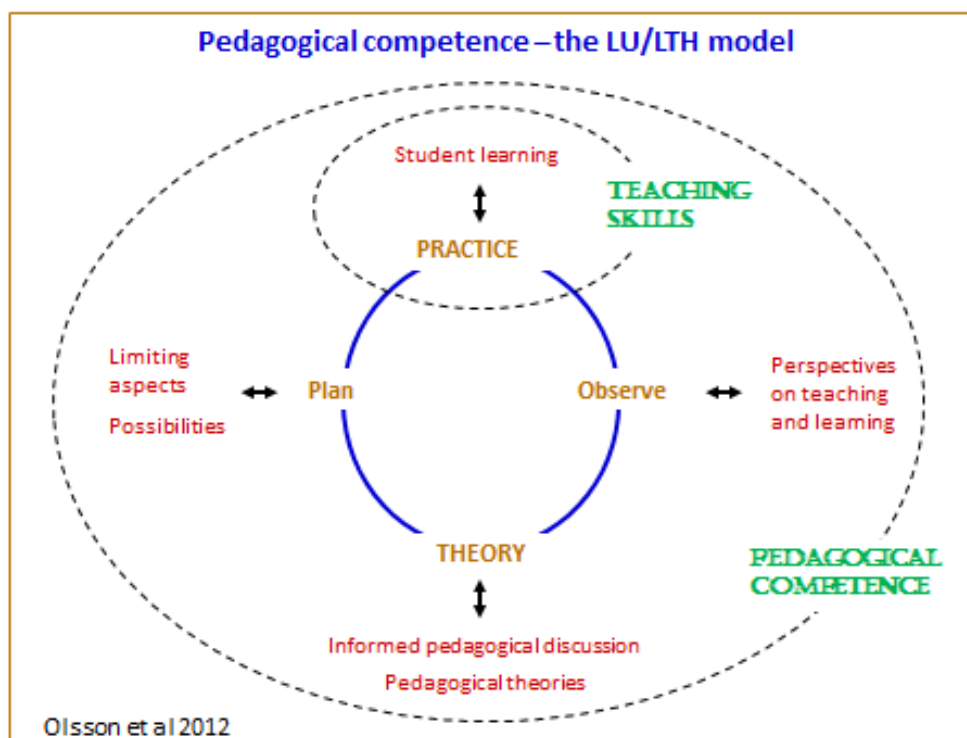 Pedagogical competence – the LU/LTH model
Student learning
TEACHING
SKILLS
PRACTICE
Limiting
aspects
Possibilities
Plan
Observe
Perspectives
on teaching
and learning
THEORY
PEDAGOGICAL
COMPETENCE
Informed pedagogical discussion
Pedagogical theories
Olsson et al 2012